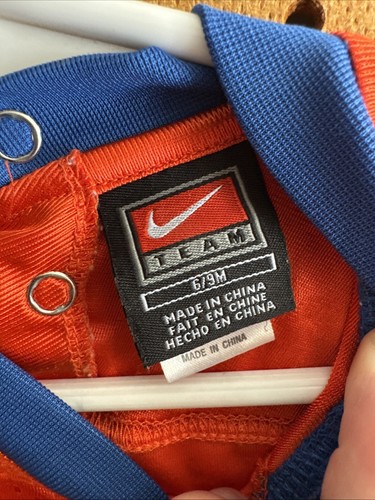 TEAM
6/9M
MADE IN CHINA
FAIT EN CHINE
HECHO EN CHINA
MADE IN CHINA